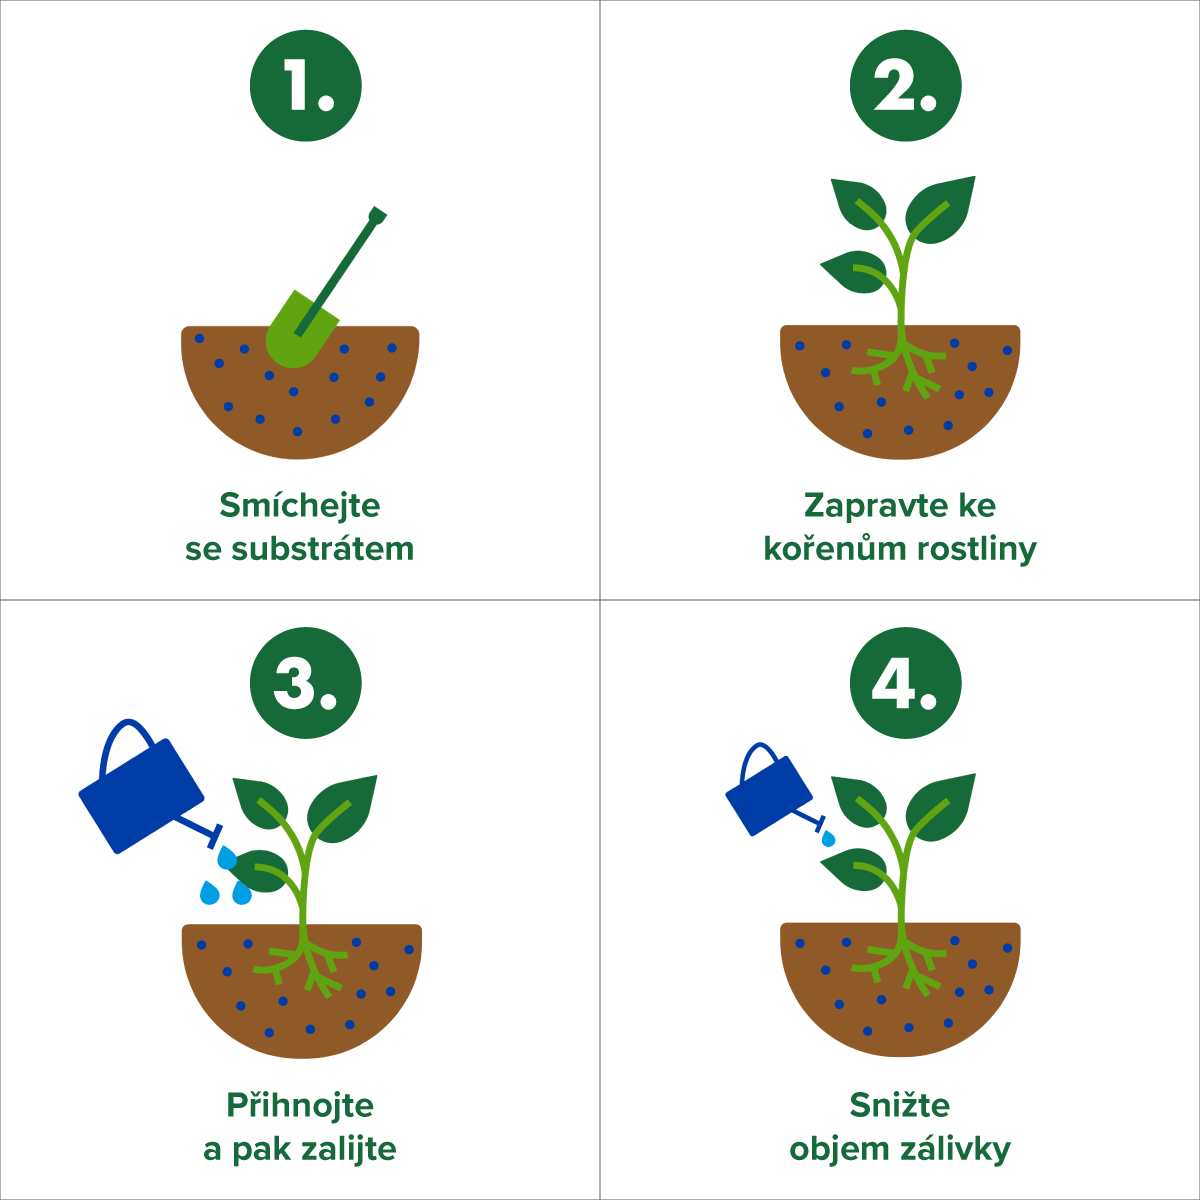 1.
Smíchejte
se substrátem
2.
Zapravte ke
kořenům rostliny
3.
Přihnojte
a pak zalijte
4.
Snižte
objem zálivky